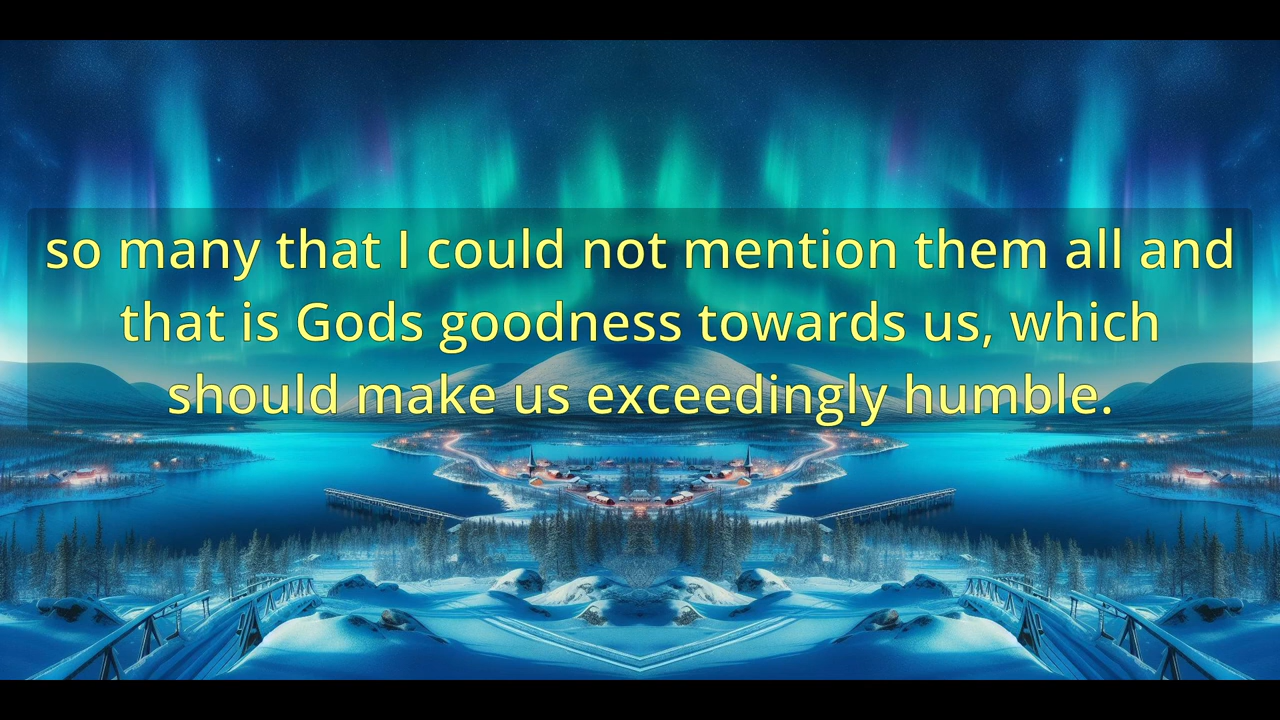 so many that I could not mention them all and
that is Gods goodness towards us, which
should make us exceedingly humble.